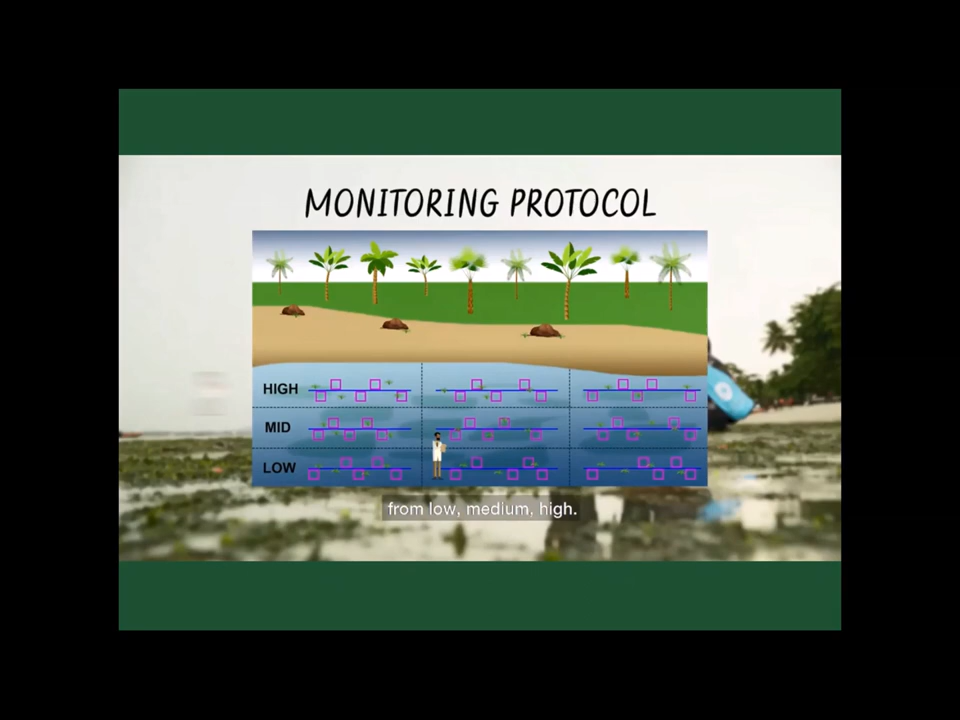 MONITORING PROTOCOL
HIGH
MID
LOW
from low, medium, high.